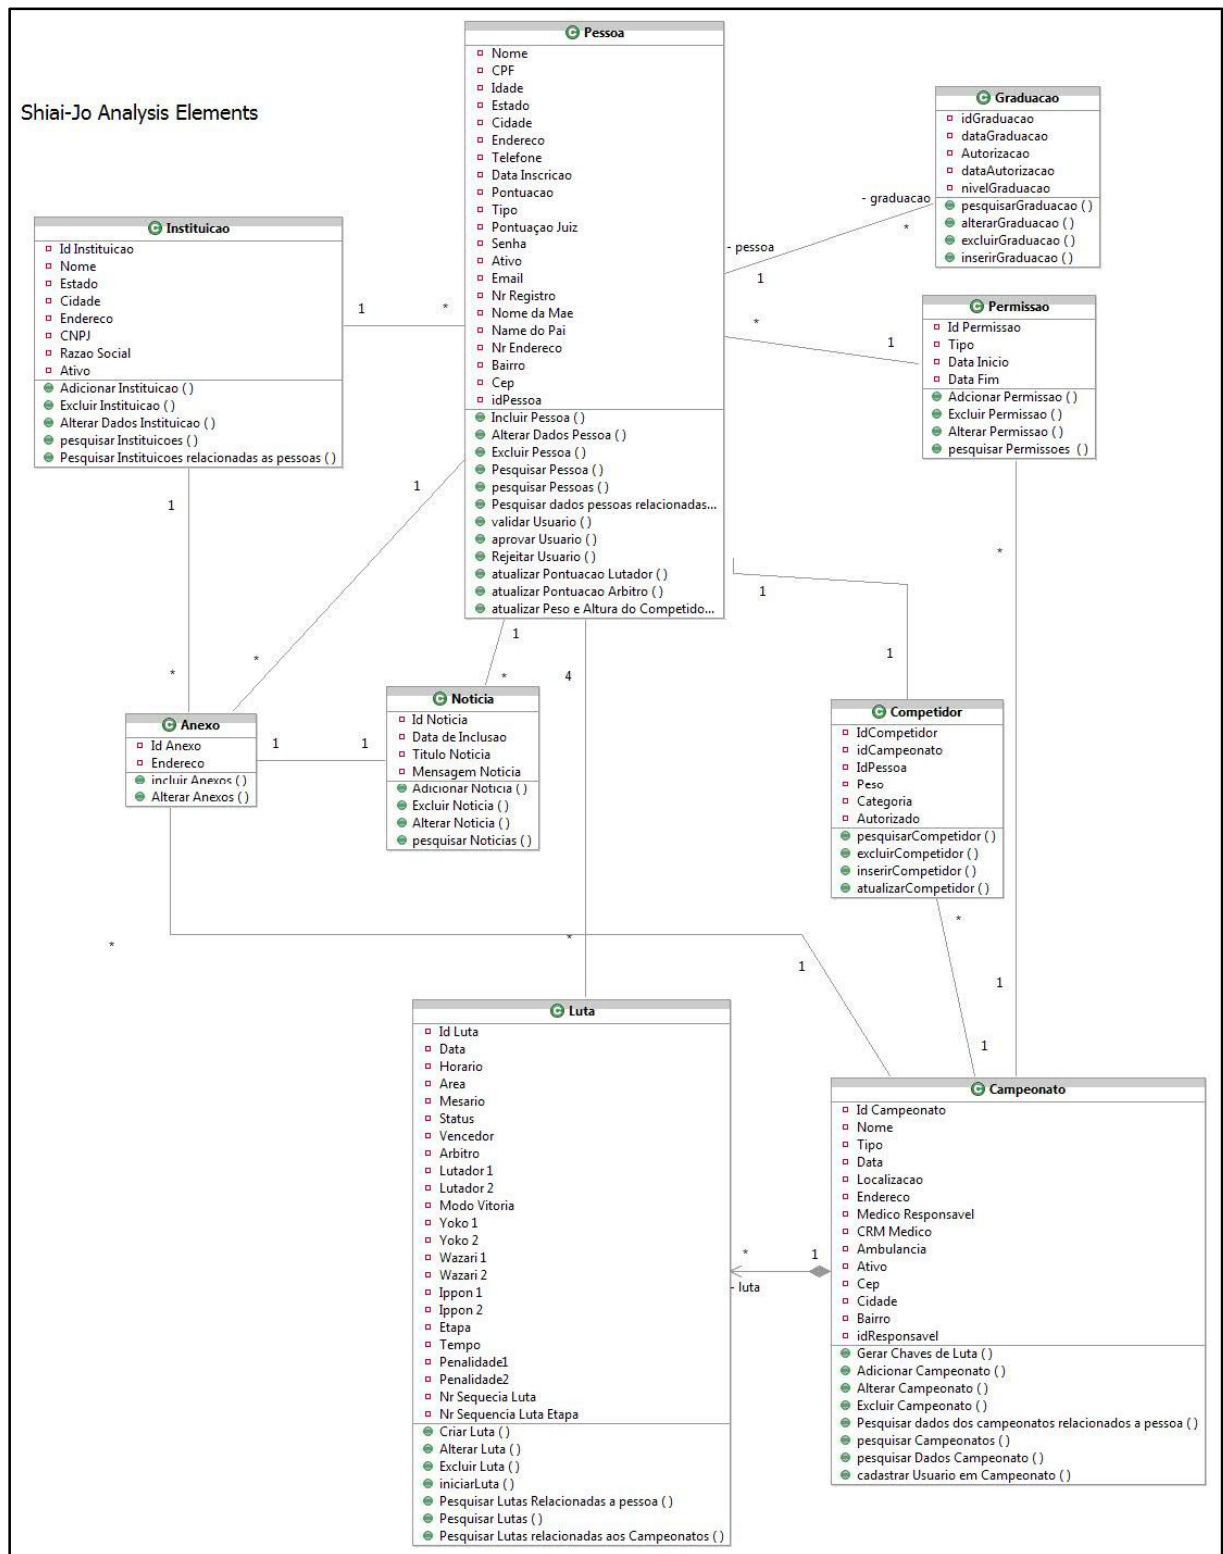 Shiai-Jo Analysis Elements
C Pessoa
Nome
CPF
Idade
Estado
Cidade
Endereco
Telefone
Data Inscricao
Pontuacao
Tipo
Pontuaçao Juiz
Senha
Ativo
Email
Nr Registro
Nome da Mae
Name do Pai
Nr Endereco
Bairro
Cep
idPessoa
Incluir Pessoa ( )
Alterar Dados Pessoa ( )
Excluir Pessoa ( )
Pesquisar Pessoa ( )
pesquisar Pessoas ( )
Pesquisar dados pessoas relacionadas...
validar Usuario ( )
aprovar Usuario ( )
Rejeitar Usuario ( )
atualizar Pontuacao Lutador ( )
atualizar Pontuacao Arbitro ( )
atualizar Peso e Altura do Competido...
C Graduacao
idGraduacao
dataGraduacao
Autorizacao
dataAutorizacao
nivelGraduacao
pesquisarGraduacao ( )
alterarGraduacao ( )
excluirGraduacao ( )
inserirGraduacao ( )
- graduacao
*
- pessoa
1
C Instituicao
Id Instituicao
Nome
Estado
Cidade
Endereco
CNPJ
Razao Social
Ativo
Adicionar Instituicao ( )
Excluir Instituicao ( )
Alterar Dados Instituicao ( )
pesquisar Instituicoes ( )
Pesquisar Instituicoes relacionadas as pessoas ( )
1
*
C Permissao
Id Permissao
Tipo
Data Inicio
Data Fim
Adcionar Permissao ( )
Excluir Permissao ( )
Alterar Permissao ( )
pesquisar Permissoes ( )
*
1
1
*
1
*
1
*
4
*
1
1
*
1
C Anexo
Id Anexo
Endereco
incluir Anexos ( )
Alterar Anexos ( )
1
1
C Noticia
Id Noticia
Data de Inclusao
Titulo Noticia
Mensagem Noticia
Adicionar Noticia ( )
Excluir Noticia ( )
Alterar Noticia ( )
pesquisar Noticias ( )
C Competidor
IdCompetidor
idCampeonato
IdPessoa
Peso
Categoria
Autorizado
pesquisarCompetidor ( )
excluirCompetidor ( )
inserirCompetidor ( )
atualizarCompetidor ( )
*
1
*
1
C Luta
Id Luta
Data
Horario
Area
Mesario
Status
Vencedor
Arbitro
Lutador 1
Lutador 2
Modo Vitoria
Yoko 1
Yoko 2
Wazari 1
Wazari 2
Ippon 1
Ippon 2
Etapa
Tempo
Penalidade1
Penalidade2
Nr Sequecia Luta
Nr Sequencia Luta Etapa
Criar Luta ( )
Alterar Luta ( )
Excluir Luta ( )
iniciarLuta ( )
Pesquisar Lutas Relacionadas a pessoa ( )
Pesquisar Lutas ( )
Pesquisar Lutas relacionadas aos Campeonatos ( )
*
1
- luta
C Campeonato
Id Campeonato
Nome
Tipo
Data
Localizacao
Endereco
Medico Responsavel
CRM Medico
Ambulancia
Ativo
Cep
Cidade
Bairro
idResponsavel
Gerar Chaves de Luta ( )
Adicionar Campeonato ( )
Alterar Campeonato ( )
Excluir Campeonato ( )
Pesquisar dados dos campeonatos relacionados a pessoa ( )
pesquisar Campeonatos ( )
pesquisar Dados Campeonato ( )
cadastrar Usuario em Campeonato ( )